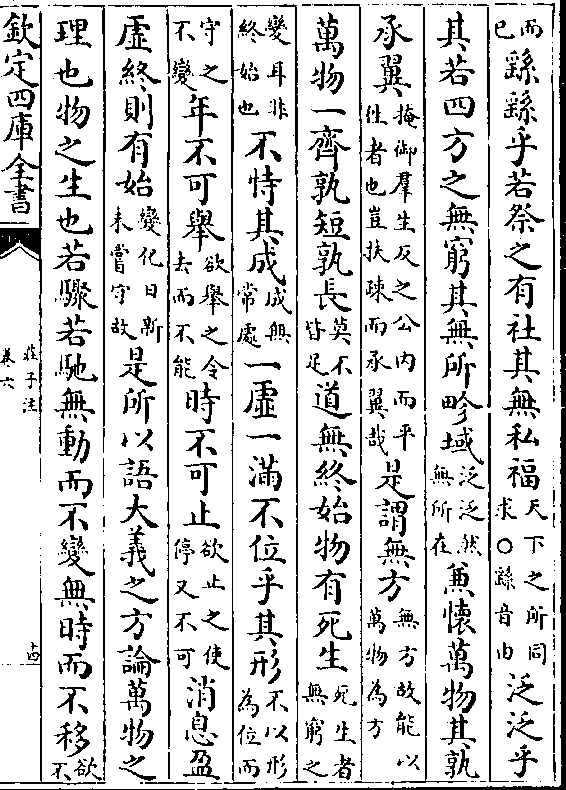 而已繇繇乎若祭之有社其無私福天下之所同求○繇音由泛泛乎
其若四方之無窮其無所畛域泛泛然無所在兼懷萬物其孰
承翼掩御羣生反之公内而平徃者也豈扶疎而承翼哉是謂無方無方故能以萬物為方
萬物一齊孰短孰長莫不皆足道無終始物有死生死生者無窮之
變耳非終始也不恃其成成無常處一虛一滿不位乎其形不以形為位而
守之不變年不可舉欲舉之令去而不能時不可止欲止之使停又不可消息盈
虛終則有始變化日新未嘗守故是所以語大義之方論萬物之
理也物之生也若驟若馳無動而不變無時而不移欲不
欽定四庫全書
莊子注
卷六
十四